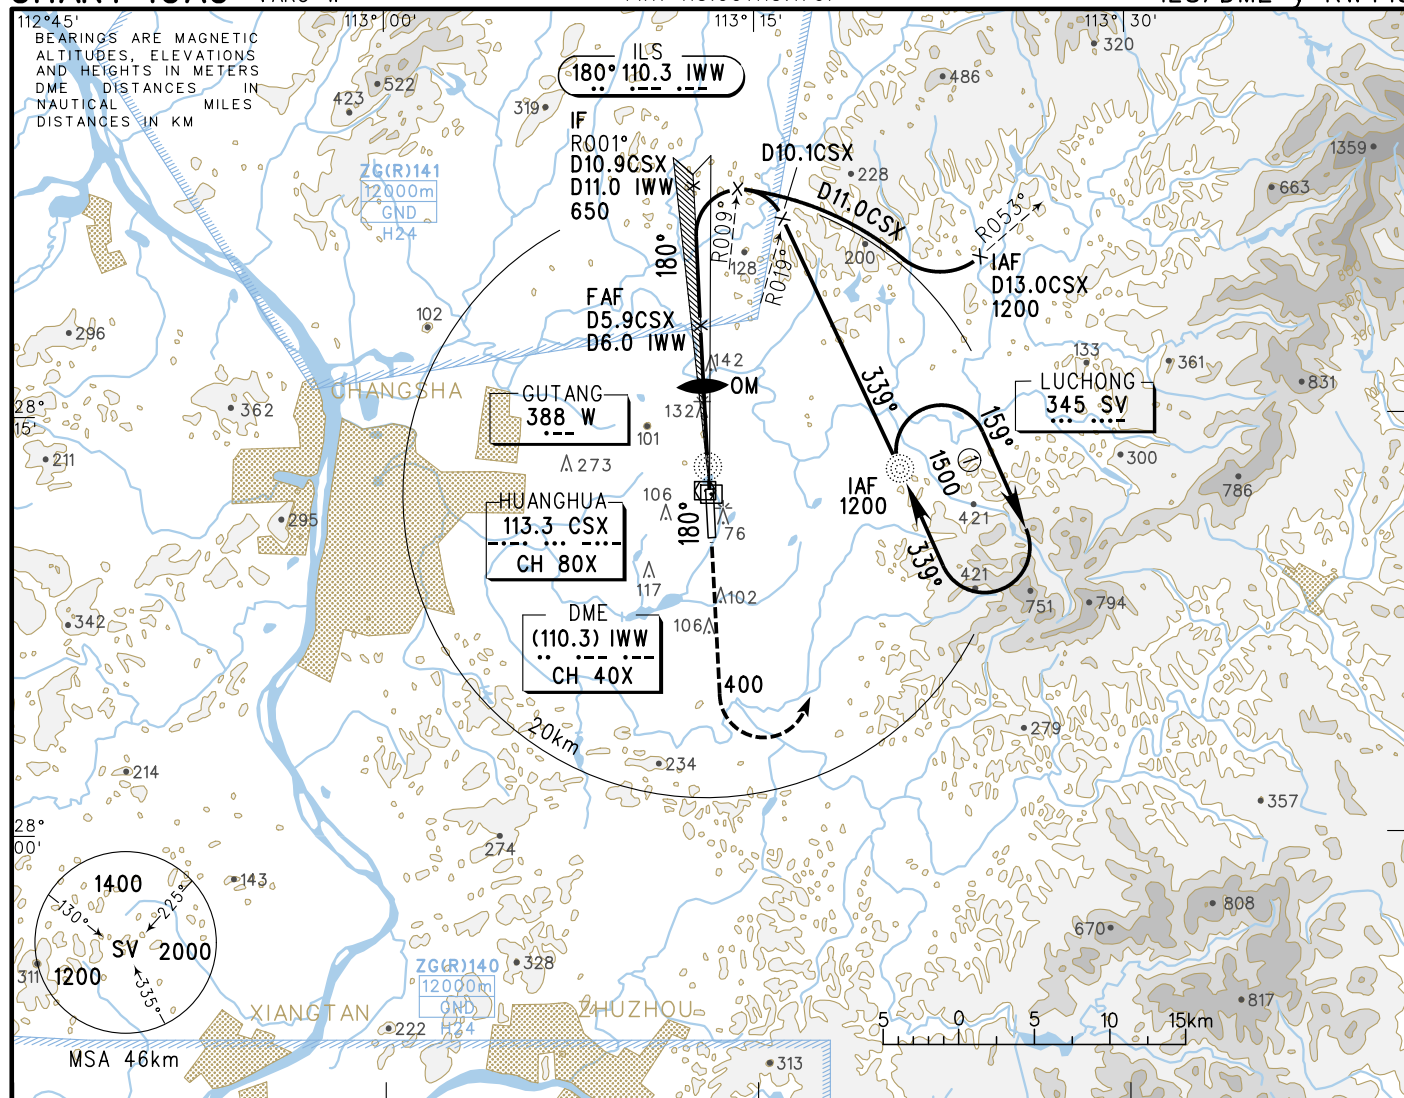 112°45'
113°00'
113°15'
113°30'
BEARINGS ARE MAGNETIC
ALTITUDES, ELEVATIONS
AND HEIGHTS IN METERS
DME DISTANCES IN
NAUTICAL MILES
DISTANCES IN KM
ILS
180° 110.3 IWW
320
486
522
423
319
1359
IF
R001°
D10.9CSX
D11.0 IWW
650
D10.1CSX
228
ZG(R)141
12000m
GND
H24
663
D11.0CSX
R053°
R009°
R019°
128
200
180°
IAF
D13.0CSX
1200
FAF
D5.9CSX
D6.0 IWW
102
296
142
133
361
831
CHANGSHA
OM
339°
LUCHONG
345 SV
GUTANG
388 W
132
101
362
28°
15'
159°
1500
1
211
273
300
IAF
1200
786
HUANGHUA
113.3 CSX
CH 80X
106
180°
76
421
295
339°
421
117
102
751
794
DME
(110.3) IWW
CH 40X
106
342
400
20km
279
234
214
357
28°
00'
274
143
1400
130°
225°
SV
2000
1200
335°
311
808
670
328
ZG(R)140
12000m
GND
H24
817
XIANGTAN
ZHUZHOU
222
5 0 5 10 15km
MSA 46km
313